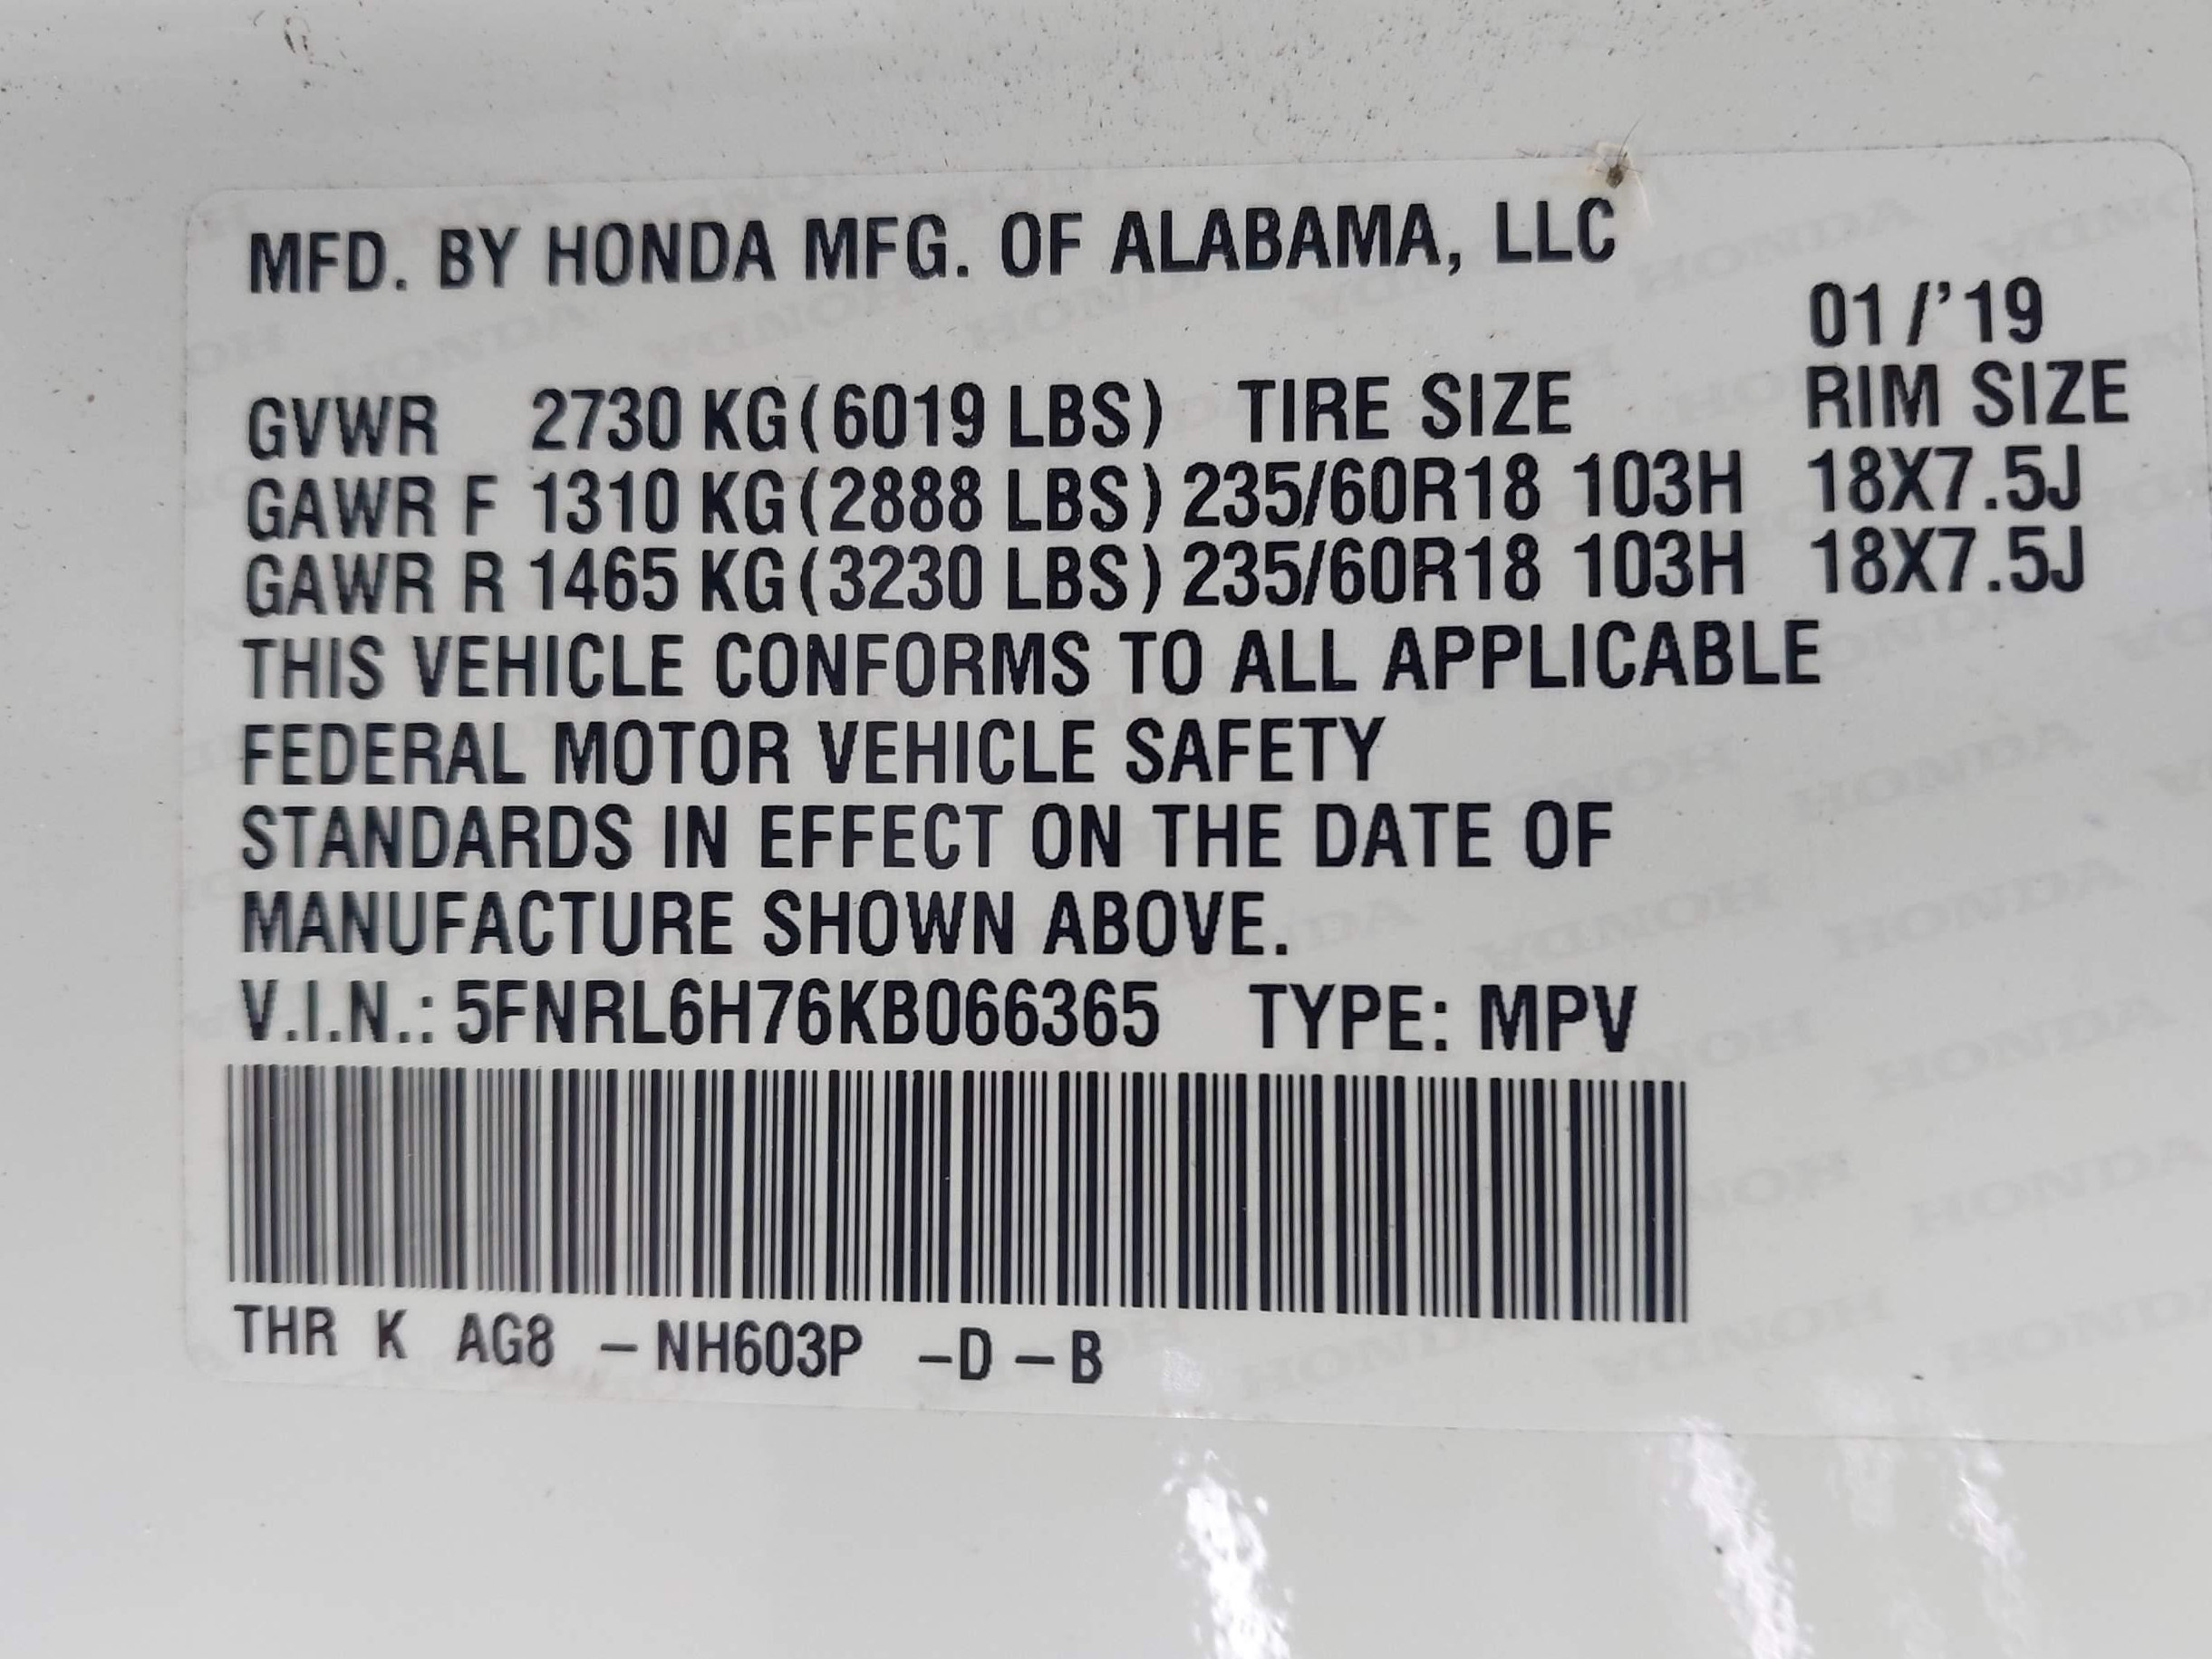 MFD. BY HONDA MFG. OF ALABAMA, LLC
01/'19
GVWR 2730 KG(6019 LBS) TIRE SIZE RIM SIZE
GAWR F 1310 KG(2888 LBS) 235/60R18 103H 18X7.5J
GAWR R 1465 KG(3230 LBS) 235/60R18 103H 18X7.5J
THIS VEHICLE CONFORMS TO ALL APPLICABLE
FEDERAL MOTOR VEHICLE SAFETY
STANDARDS IN EFFECT ON THE DATE OF
MANUFACTURE SHOWN ABOVE.
V.I.N.: 5FNRL6H76KB066365 TYPE: MPV
THR K AG8 -NH603P -D-B